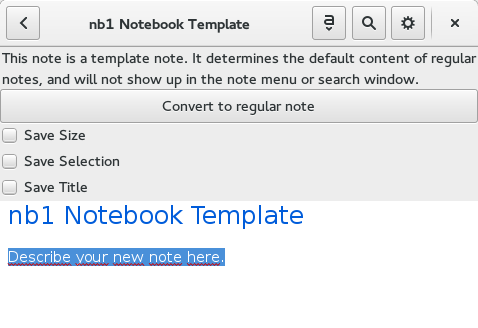 nb1 Notebook Template
a
This note is a template note. It determines the default content of regular
notes, and will not show up in the note menu or search window.
Convert to regular note
Save Size
Save Selection
Save Title
nb1 Notebook Template
Describe your new note here.